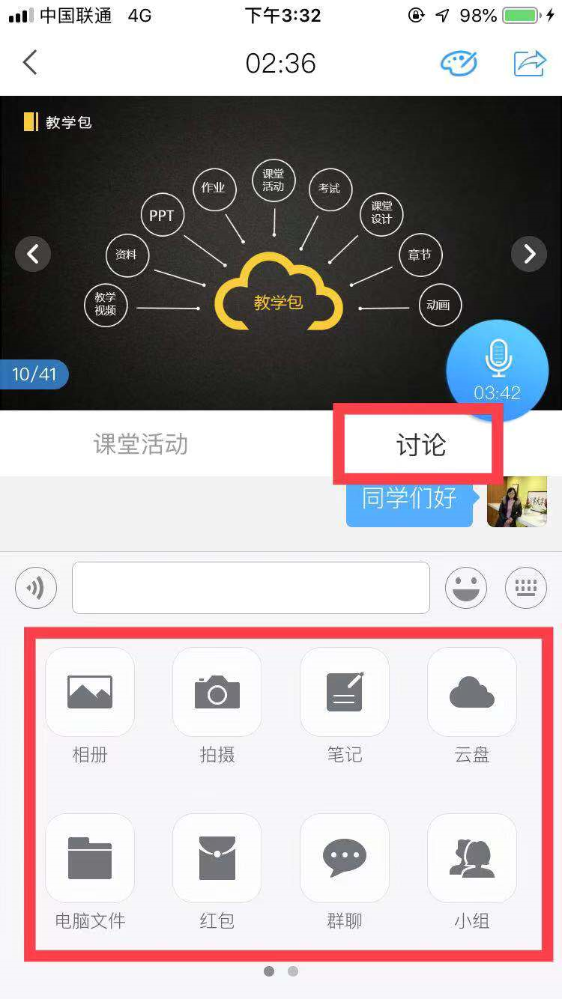 中国联通 4G 下午3:32 98%
02:36
教学包
课堂
活动
作业
考试
PPT
课堂
设计
资料
章节
教学
视频
教学包
动画
10/41
03:42
课堂活动 讨论
同学们好
相册 拍摄 笔记 云盘
电脑文件 红包 群聊 小组